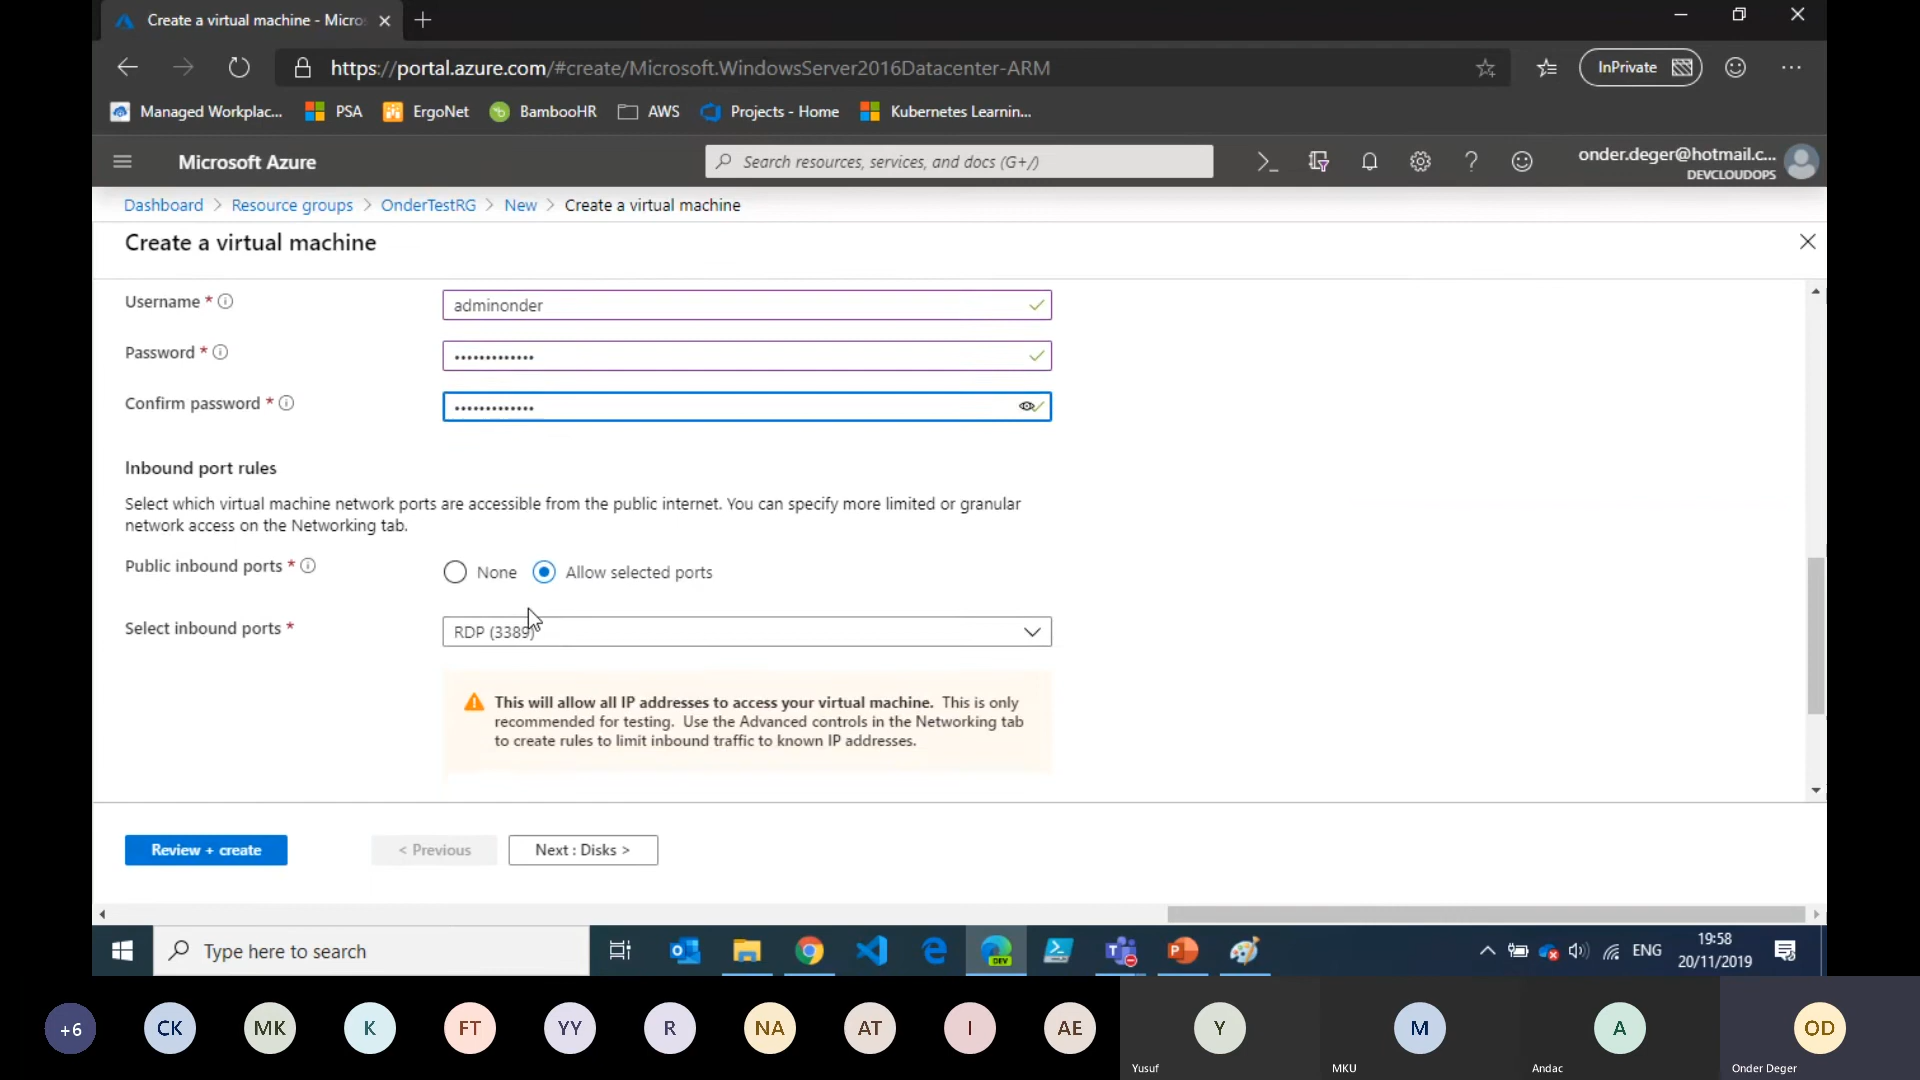 Create a virtual machine - Micros
https://portal.azure.com/#create/Microsoft.WindowsServer2016Datacenter-ARM
InPrivate
Managed Workplac...
PSA
ErgoNet
BambooHR
AWS
Projects - Home
Kubernetes Learnin...
Microsoft Azure
Search resources, services, and docs (G+/)
onder.deger@hotmail.c...
DEVCLOUDOPS
Dashboard > Resource groups > OnderTestRG > New > Create a virtual machine
Create a virtual machine
Username *
adminonder
Password *
•••••••••••••
Confirm password *
•••••••••••••
Inbound port rules
Select which virtual machine network ports are accessible from the public internet. You can specify more limited or granular
network access on the Networking tab.
Public inbound ports *
None
Allow selected ports
Select inbound ports *
RDP (3389)
This will allow all IP addresses to access your virtual machine. This is only
recommended for testing. Use the Advanced controls in the Networking tab
to create rules to limit inbound traffic to known IP addresses.
Review + create
< Previous
Next : Disks >
Type here to search
DEV
ENG
19:58
20/11/2019
+6
CK
MK
K
FT
YY
R
NA
AT
I
AE
Y
Yusuf
M
MKU
A
Andac
OD
Onder Deger